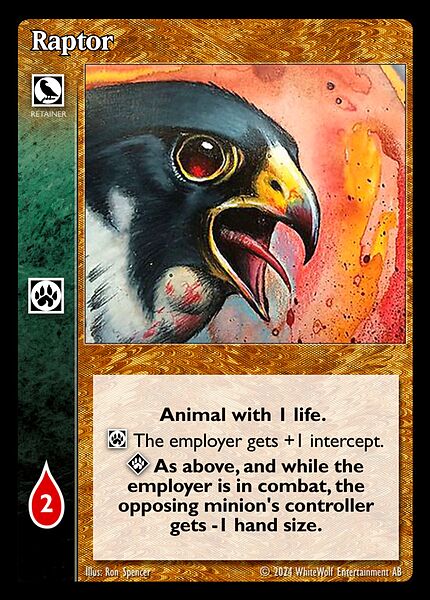 Raptor
RETAINER
Animal with 1 life.
The employer gets +1 intercept.
As above, and while the
employer is in combat, the
opposing minion's controller
gets -1 hand size.
2
Illus: Ron Spencer
© 2024 WhiteWolf Entertainment AB